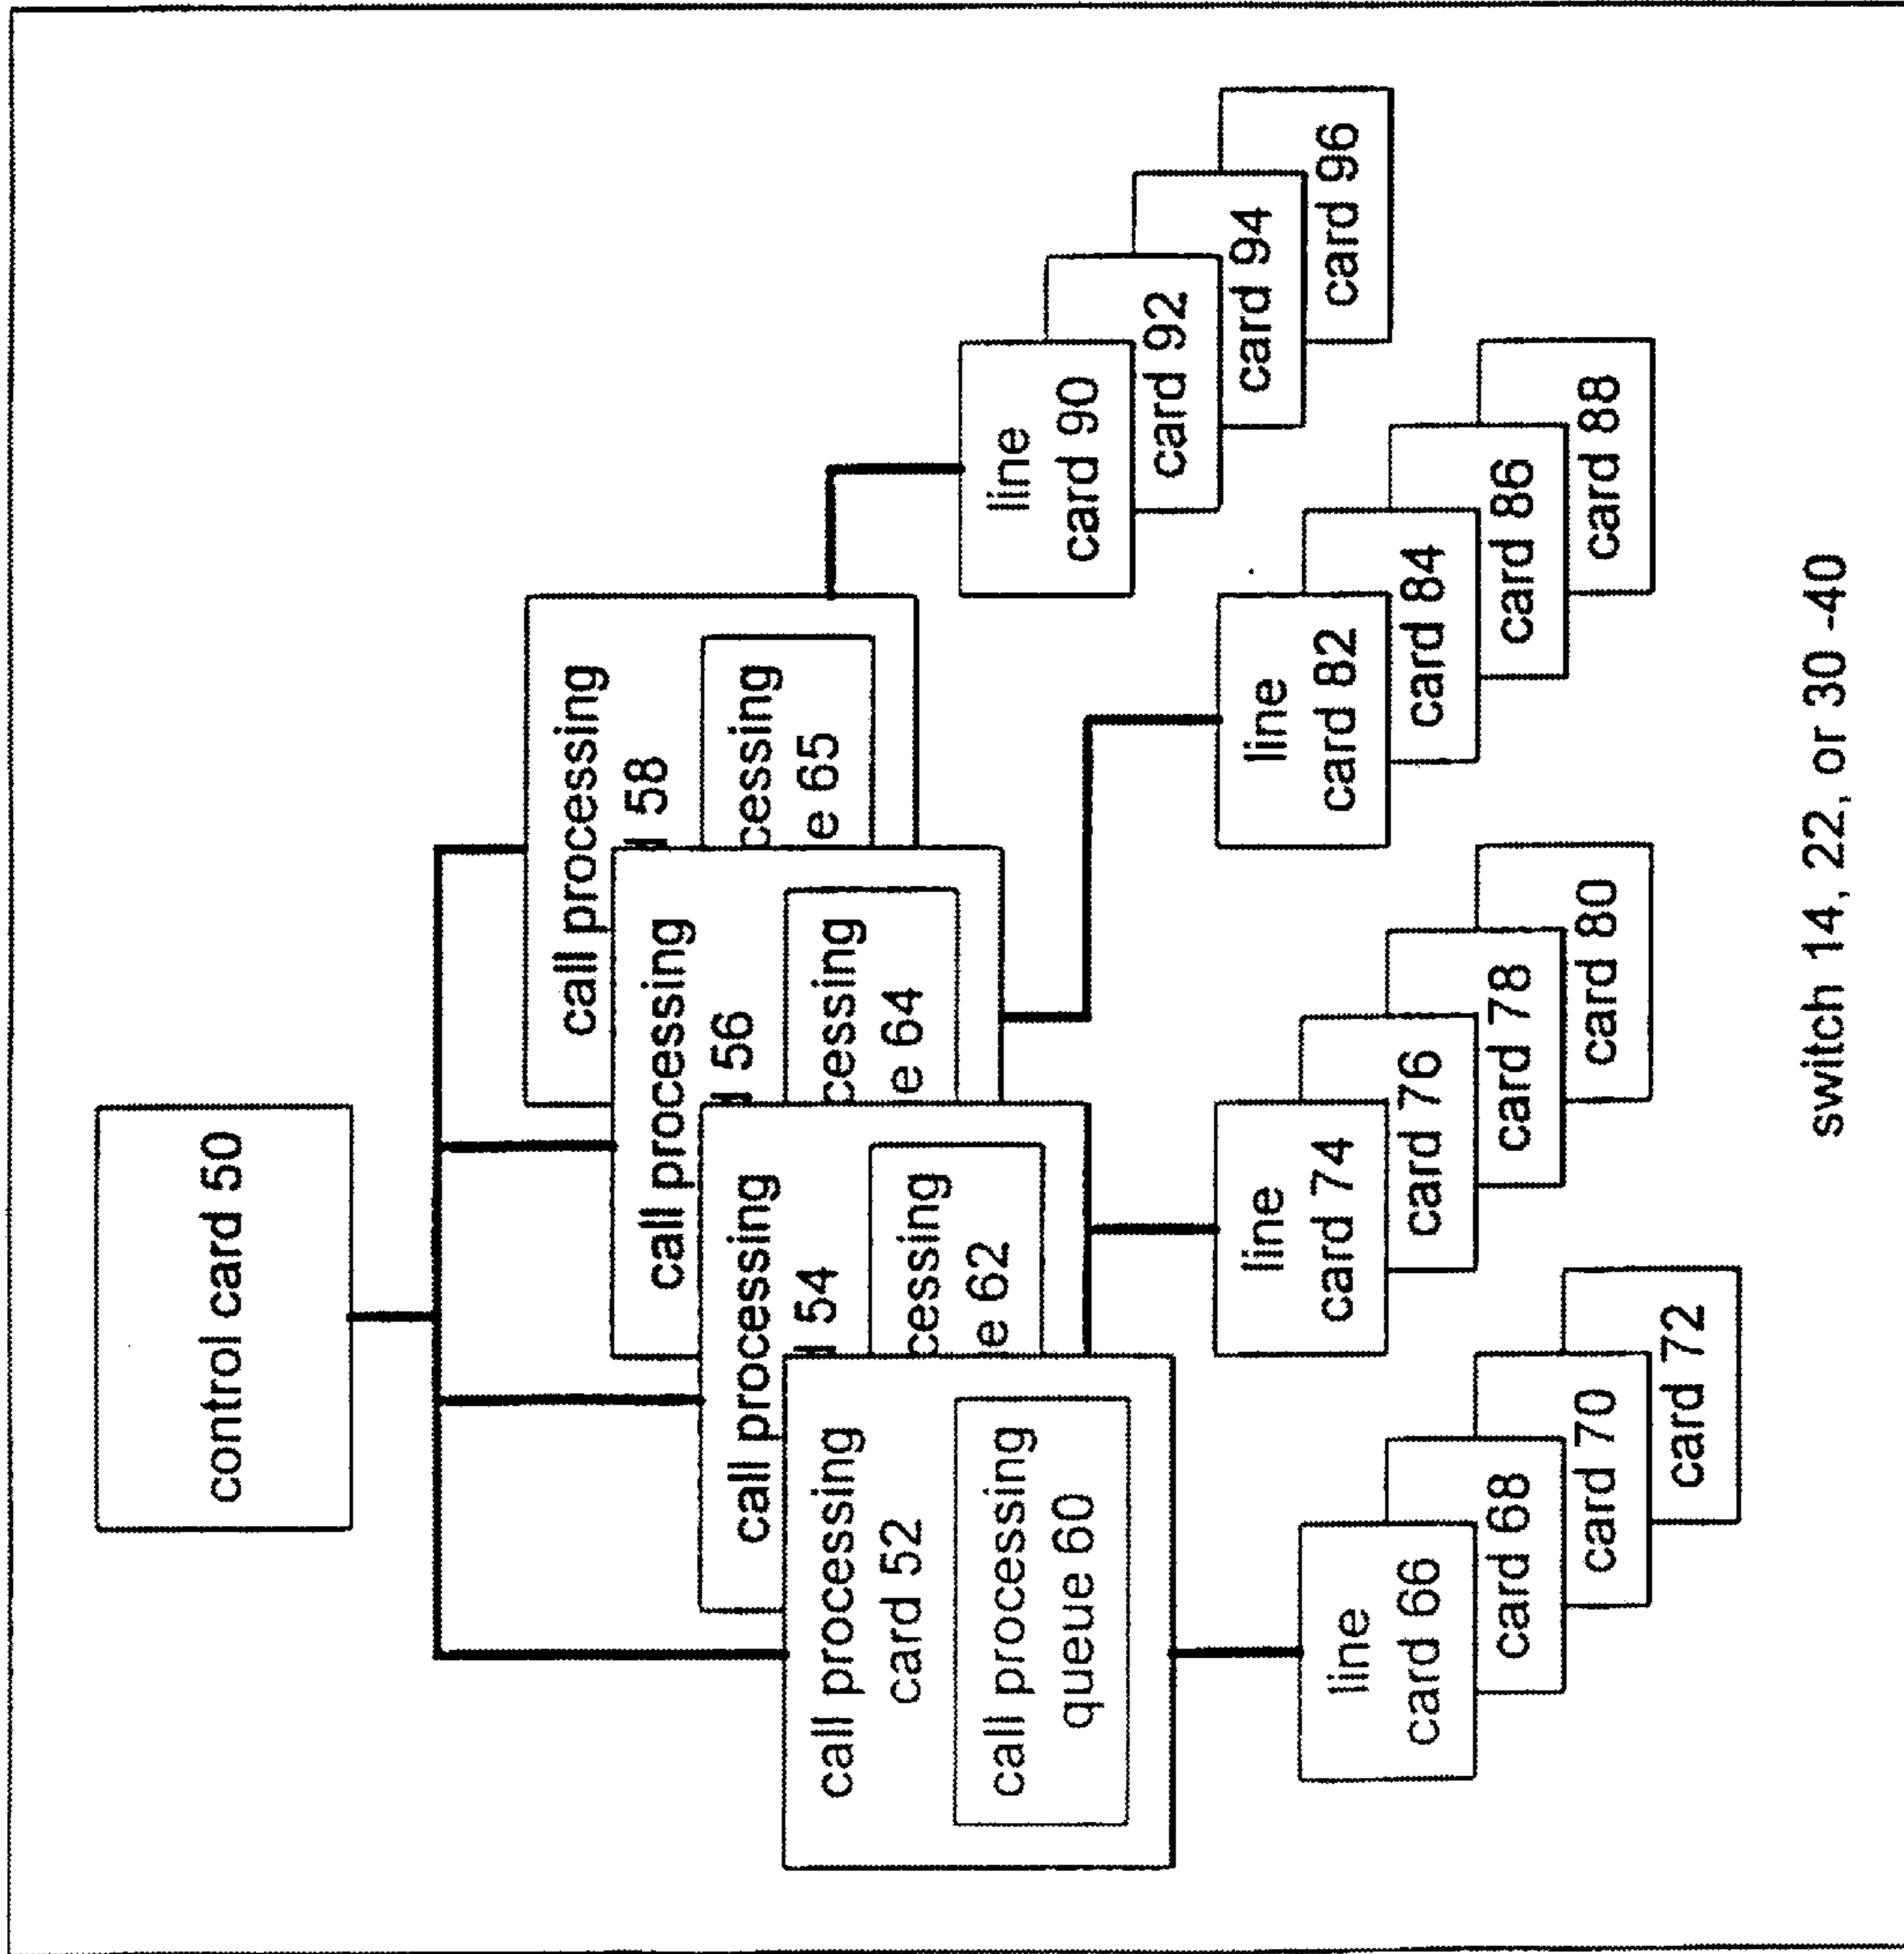 control card 50
call processing
l 58
cessing
e 65
call processing
l 56
cessing
e 64
call processing
l 54
cessing
e 62
call processing
card 52
call processing
queue 60
line
card 66
card 68
card 70
card 72
line
card 74
card 76
card 78
card 80
line
card 82
card 84
card 86
card 88
line
card 90
card 92
card 94
card 96
switch 14, 22, or 30 -40